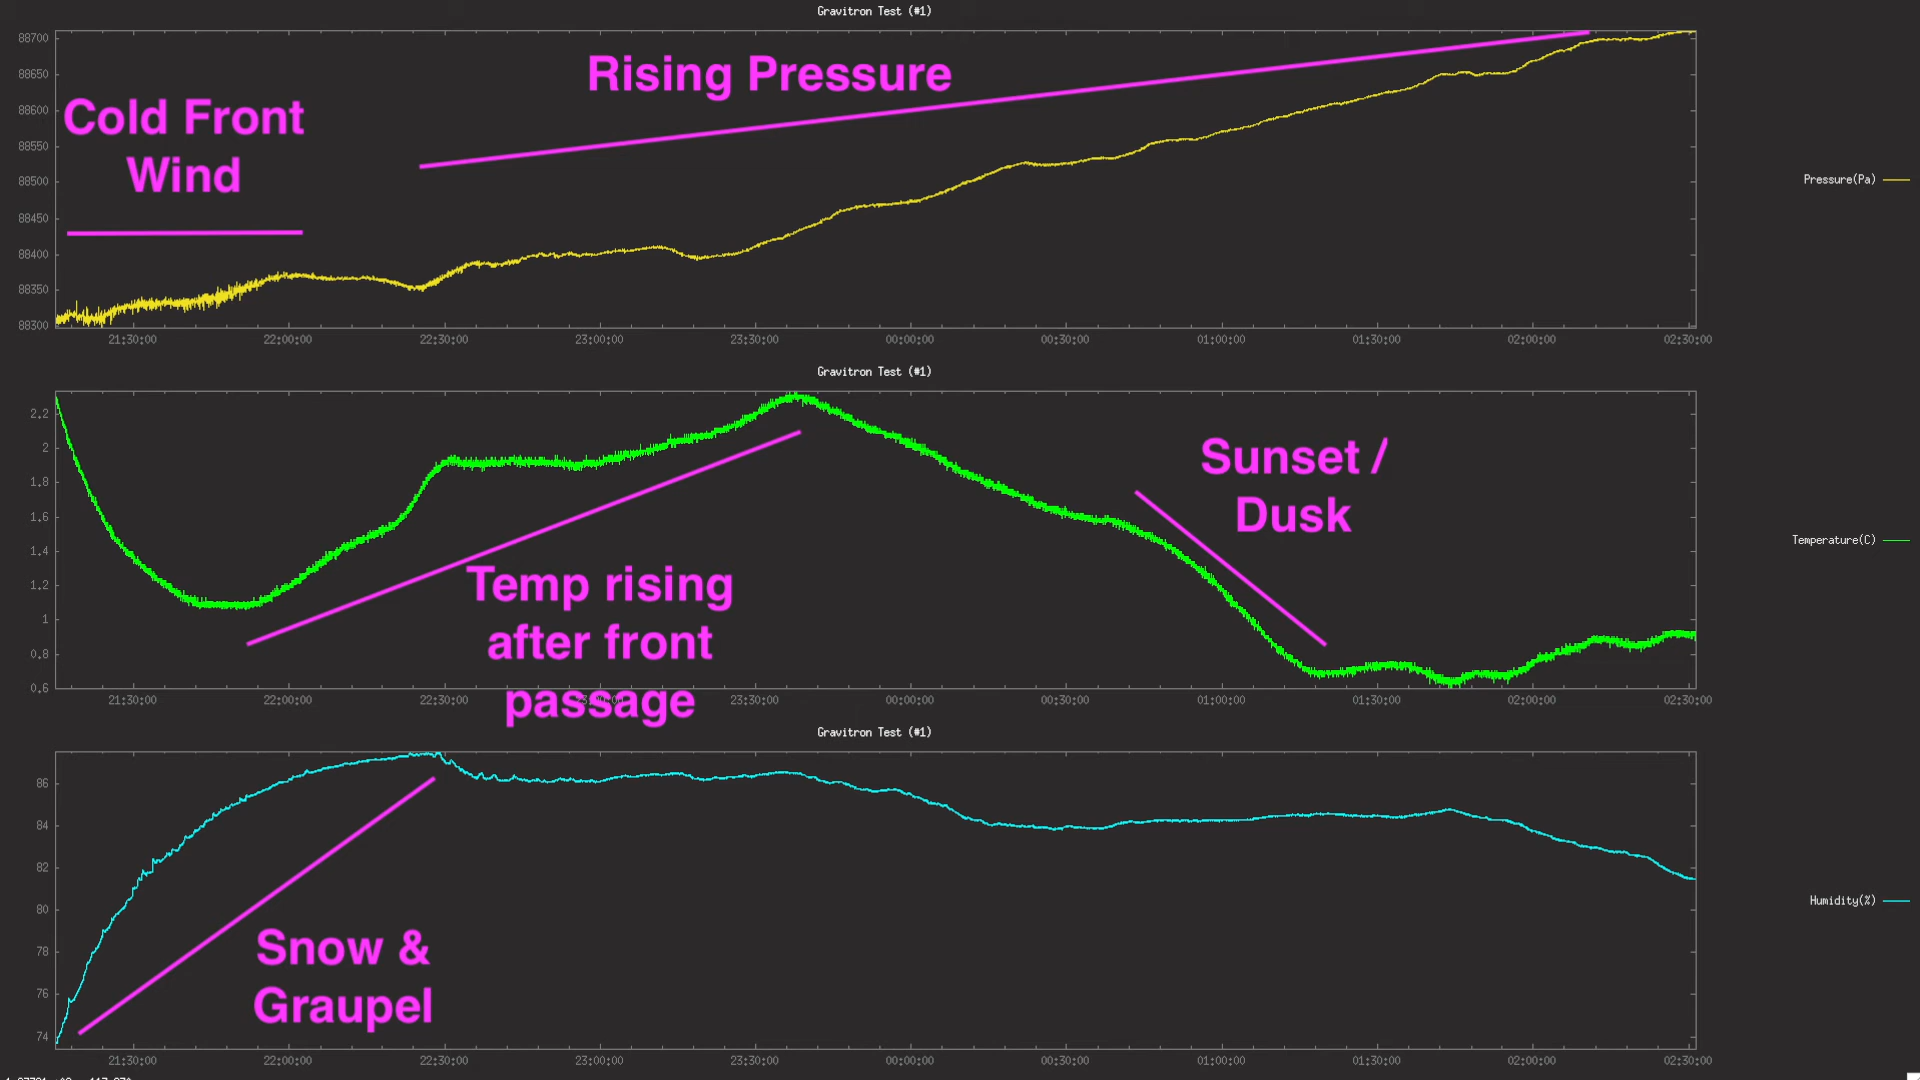 Gravitron Test (#1)
88700
88650
88600
88550
88500
88450
88400
88350
88300
Rising Pressure
Cold Front
Wind
Pressure(Pa)
21:30:00 22:00:00 22:30:00 23:00:00 23:30:00 00:00:00 00:30:00 01:00:00 01:30:00 02:00:00 02:30:00
Gravitron Test (#1)
2.2
2
1.8
1.6
1.4
1.2
1
0.8
0.6
Sunset /
Dusk
Temperature(C)
Temp rising
after front
passage
21:30:00 22:00:00 22:30:00 23:30:00 00:00:00 00:30:00 01:00:00 01:30:00 02:00:00 02:30:00
Gravitron Test (#1)
86
84
82
80
78
76
74
Humidity(%)
Snow &
Graupel
21:30:00 22:00:00 22:30:00 23:00:00 23:30:00 00:00:00 00:30:00 01:00:00 01:30:00 02:00:00 02:30:00